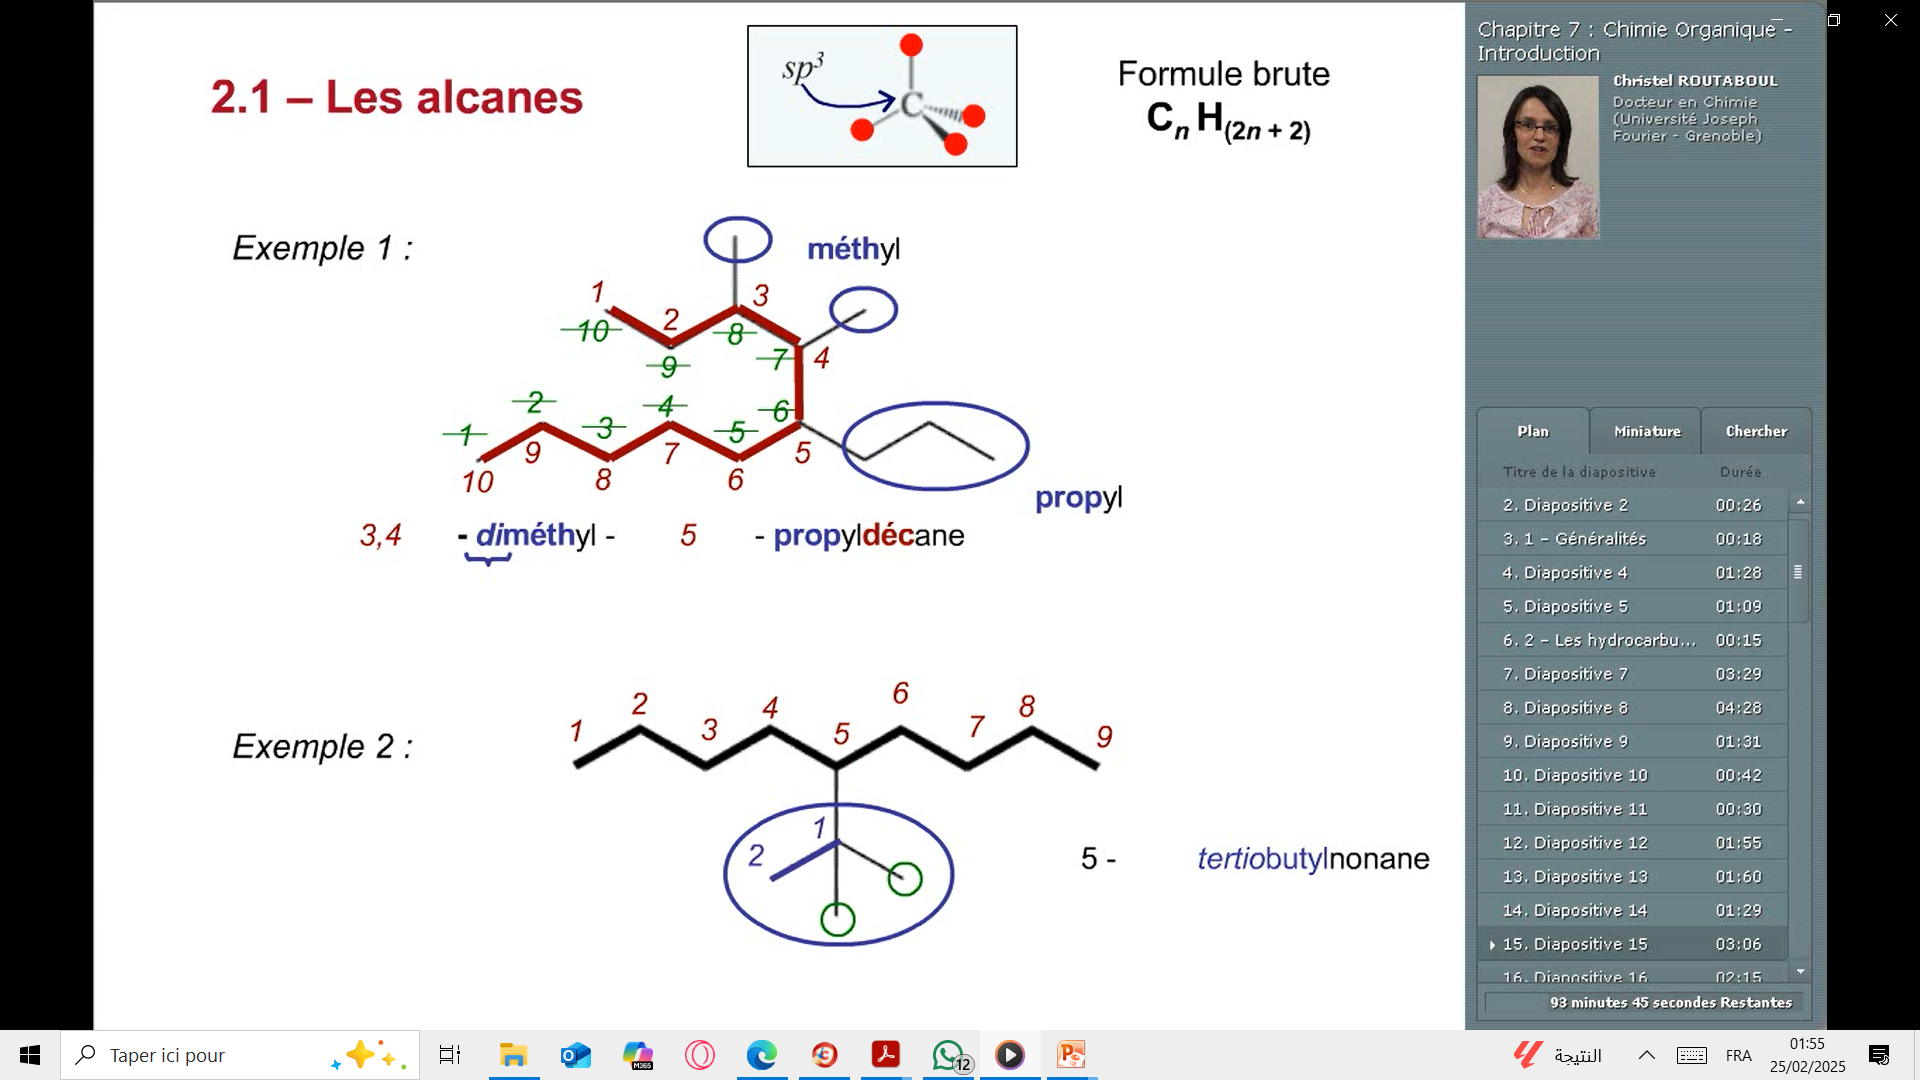 2.1 – Les alcanes
sp3
C
Formule brute
CnH(2n + 2)
Exemple 1 :
méthyl
1
2
3
10
9
8
7
4
2
1
3
4
5
6
10
9
8
7
6
5
propyl
3,4 - diméthyl - 5 - propyldécane
Exemple 2 :
1
2
3
4
5
6
7
8
9
1
2
5 - tertiobutylnonane
Chapitre 7 : Chimie Organique -
Introduction
Christel ROUTABOUL
Docteur en Chimie
(Université Joseph
Fourier - Grenoble)
Plan Miniature Chercher
Titre de la diapositive Durée
2. Diapositive 2 00:26
3. 1 – Généralités 00:18
4. Diapositive 4 01:28
5. Diapositive 5 01:09
6. 2 – Les hydrocarbu... 00:15
7. Diapositive 7 03:29
8. Diapositive 8 04:28
9. Diapositive 9 01:31
10. Diapositive 10 00:42
11. Diapositive 11 00:30
12. Diapositive 12 01:55
13. Diapositive 13 01:60
14. Diapositive 14 01:29
15. Diapositive 15 03:06
16. Diapositive 16 02:15
93 minutes 45 secondes Restantes
Taper ici pour
M365
12
النتيجة
FRA
01:55
25/02/2025